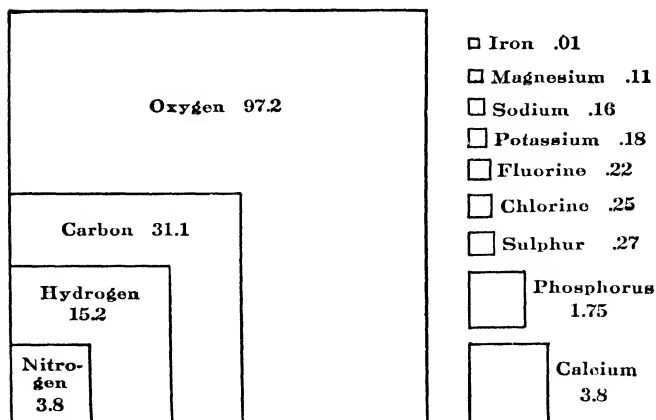 Oxygen 97.2
Carbon 31.1
Hydrogen
15.2
Nitro-
gen
3.8
Iron .01
Magnesium .11
Sodium .16
Potassium .18
Fluorine .22
Chlorine .25
Sulphur .27
Phosphorus
1.75
Calcium
3.8